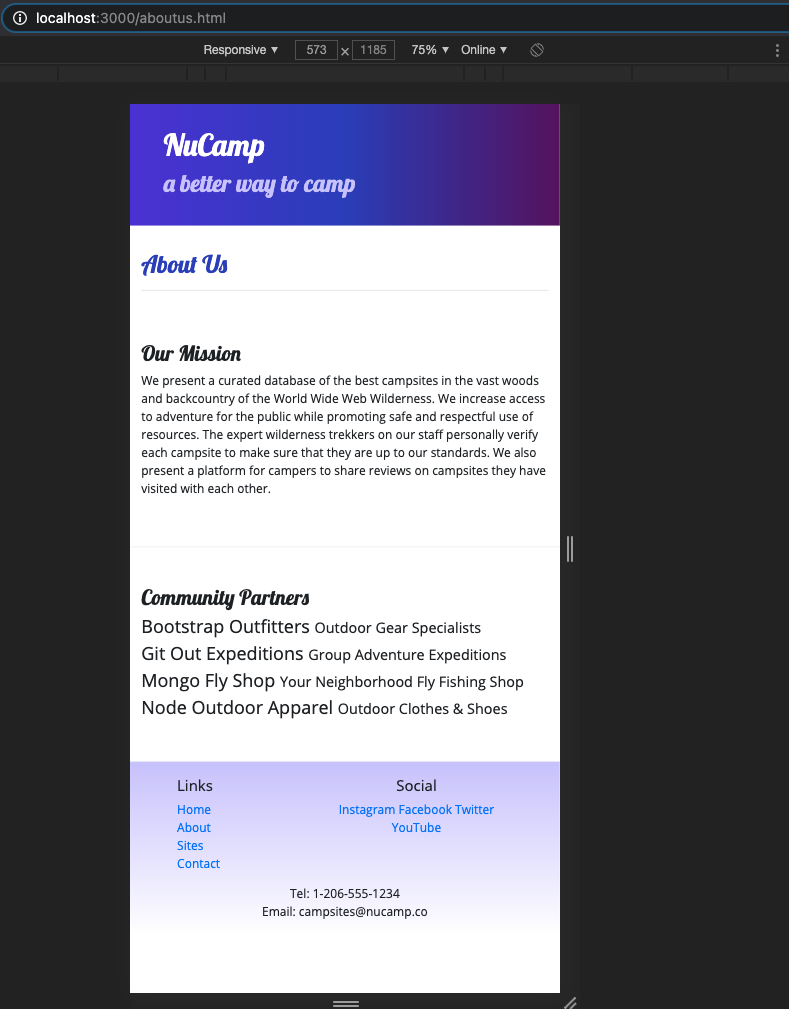 localhost:3000/aboutus.html
Responsive ▼ 573 × 1185 75% ▼ Online ▼
NuCamp
a better way to camp
About Us
Our Mission
We present a curated database of the best campsites in the vast woods
and backcountry of the World Wide Web Wilderness. We increase access
to adventure for the public while promoting safe and respectful use of
resources. The expert wilderness trekkers on our staff personally verify
each campsite to make sure that they are up to our standards. We also
present a platform for campers to share reviews on campsites they have
visited with each other.
Community Partners
Bootstrap Outfitters Outdoor Gear Specialists
Git Out Expeditions Group Adventure Expeditions
Mongo Fly Shop Your Neighborhood Fly Fishing Shop
Node Outdoor Apparel Outdoor Clothes & Shoes
Links
Home
About
Sites
Contact
Social
Instagram Facebook Twitter
YouTube
Tel: 1-206-555-1234
Email: campsites@nucamp.co